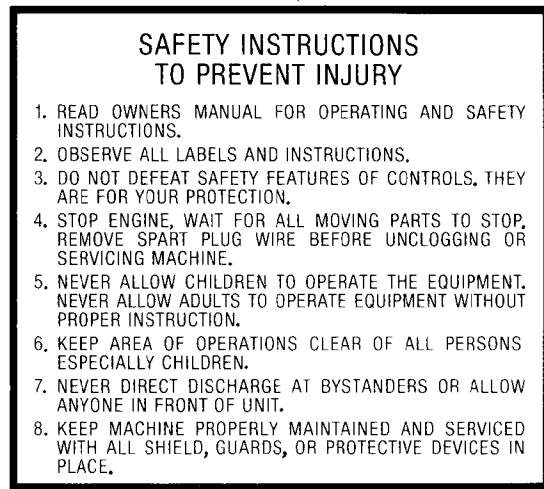 SAFETY INSTRUCTIONS
TO PREVENT INJURY
1. READ OWNERS MANUAL FOR OPERATING AND SAFETY
INSTRUCTIONS.
2. OBSERVE ALL LABELS AND INSTRUCTIONS.
3. DO NOT DEFEAT SAFETY FEATURES OF CONTROLS. THEY
ARE FOR YOUR PROTECTION.
4. STOP ENGINE, WAIT FOR ALL MOVING PARTS TO STOP.
REMOVE SPART PLUG WIRE BEFORE UNCLOGGING OR
SERVICING MACHINE.
5. NEVER ALLOW CHILDREN TO OPERATE THE EQUIPMENT.
NEVER ALLOW ADULTS TO OPERATE EQUIPMENT WITHOUT
PROPER INSTRUCTION.
6. KEEP AREA OF OPERATIONS CLEAR OF ALL PERSONS
ESPECIALLY CHILDREN.
7. NEVER DIRECT DISCHARGE AT BYSTANDERS OR ALLOW
ANYONE IN FRONT OF UNIT.
8. KEEP MACHINE PROPERLY MAINTAINED AND SERVICED
WITH ALL SHIELD, GUARDS, OR PROTECTIVE DEVICES IN
PLACE.